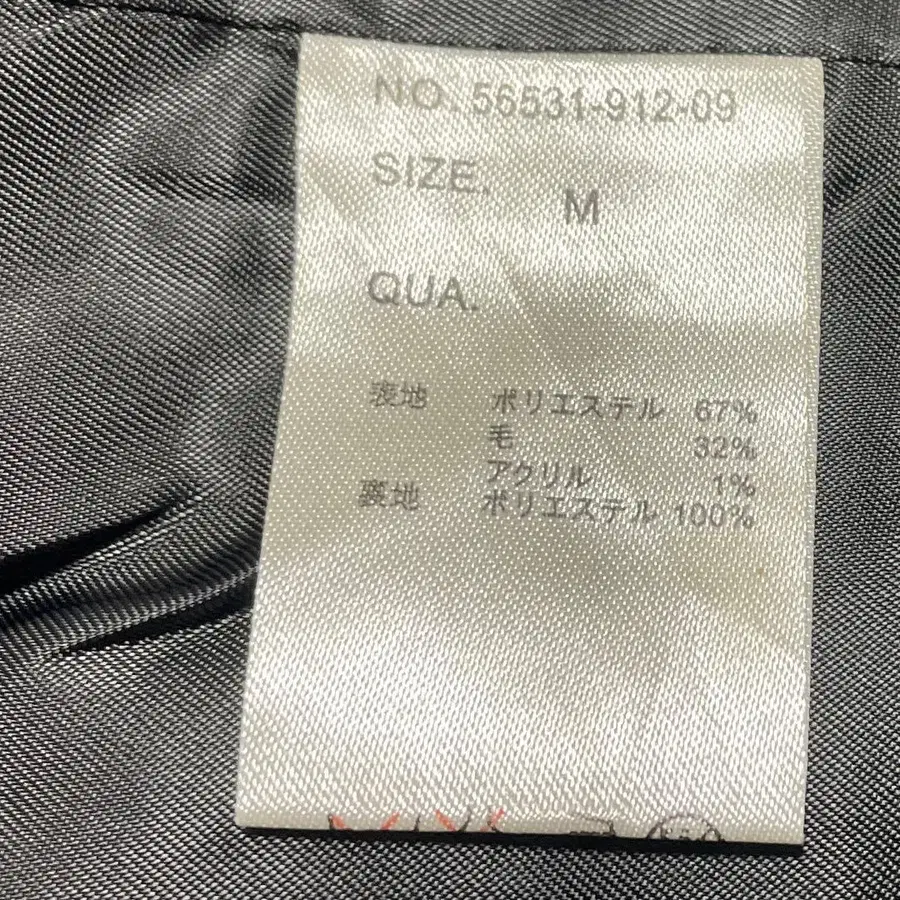 NO. 56531-912-09
SIZE.
M
QUA.
表地 ポリエステル 67%
毛 32%
アクリル 1%
裏地 ポリエステル 100%